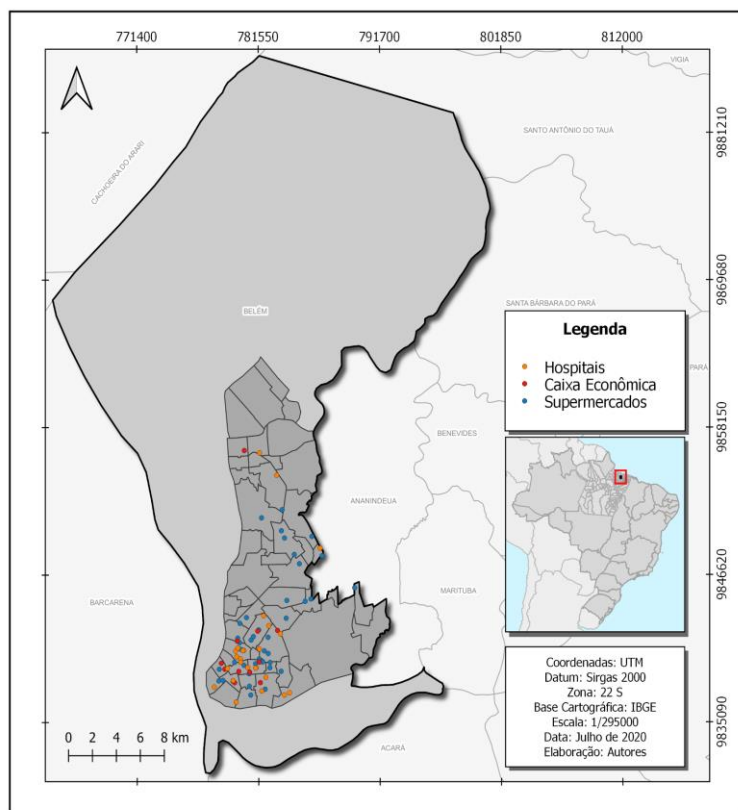 771400 781550 791700 801850 812000
VIGIA
SANTO ANTÔNIO DO TAUÁ
9881210
CACHOEIRA DO ARARI
9869680
SANTA BÁRBARA DO PARÁ
BELÉM
Legenda
Hospitais
Caixa Econômica
Supermercados
PARÁ
9858150
BENEVIDES
ANANINDEUA
9846620
BARCARENA
MARITUBA
Coordenadas: UTM
Datum: Sirgas 2000
Zona: 22 S
Base Cartográfica: IBGE
Escala: 1/295000
Data: Julho de 2020
Elaboração: Autores
9835090
0 2 4 8 km
ACARÁ